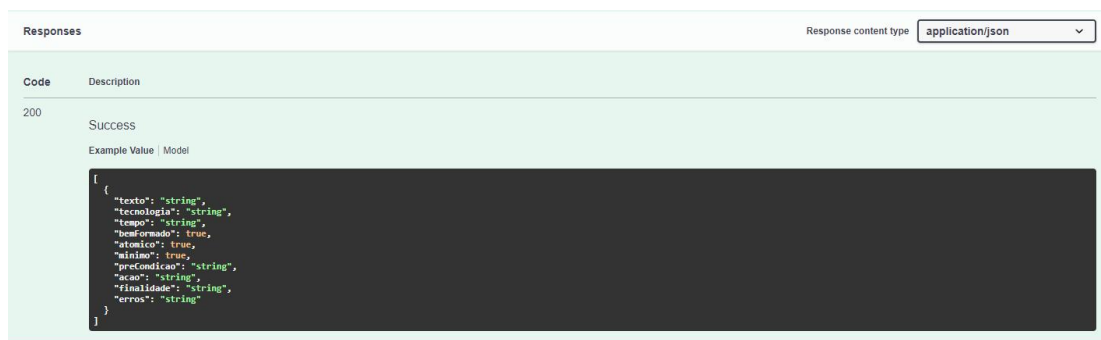 Responses
Response content type application/json
Code Description
200
Success
Example Value | Model
[
  {
    "texto": "string",
    "tecnologia": "string",
    "tempo": "string",
    "bemFormado": true,
    "atomico": true,
    "minimo": true,
    "preCondicao": "string",
    "acao": "string",
    "finalidade": "string",
    "erros": "string"
  }
]